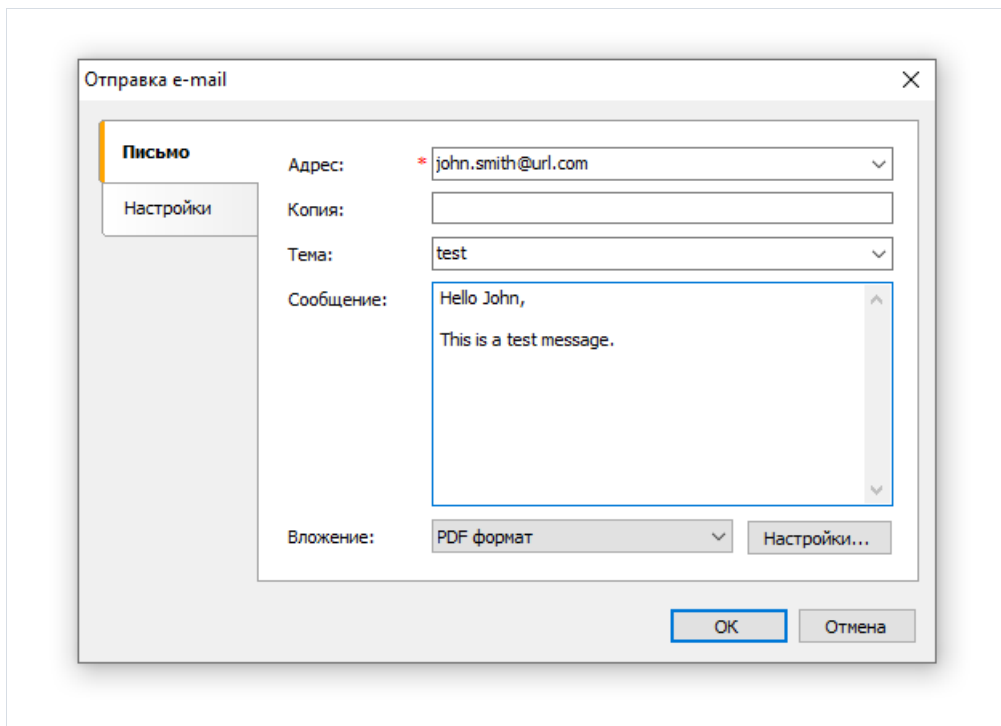 Отправка e-mail
Письмо
Настройки
Адрес: * john.smith@url.com
Копия:
Тема: test
Сообщение: Hello John,
This is a test message.
Вложение: PDF формат Настройки...
OK Отмена